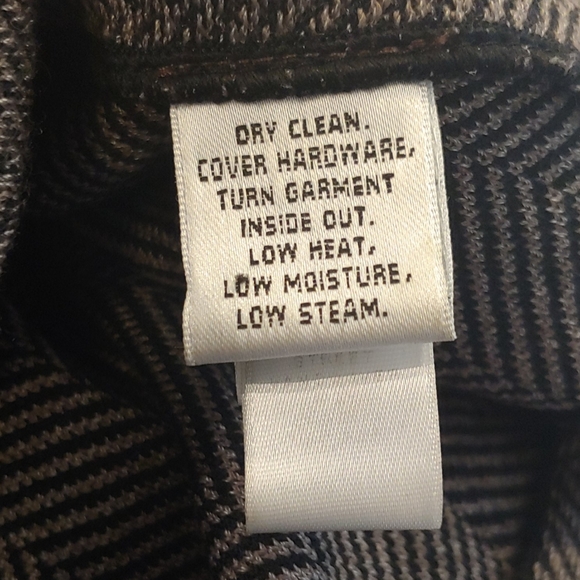 DRY CLEAN.
COVER HARDWARE,
TURN GARMENT
INSIDE OUT.
LOW HEAT,
LOW MOISTURE,
LOW STEAM.